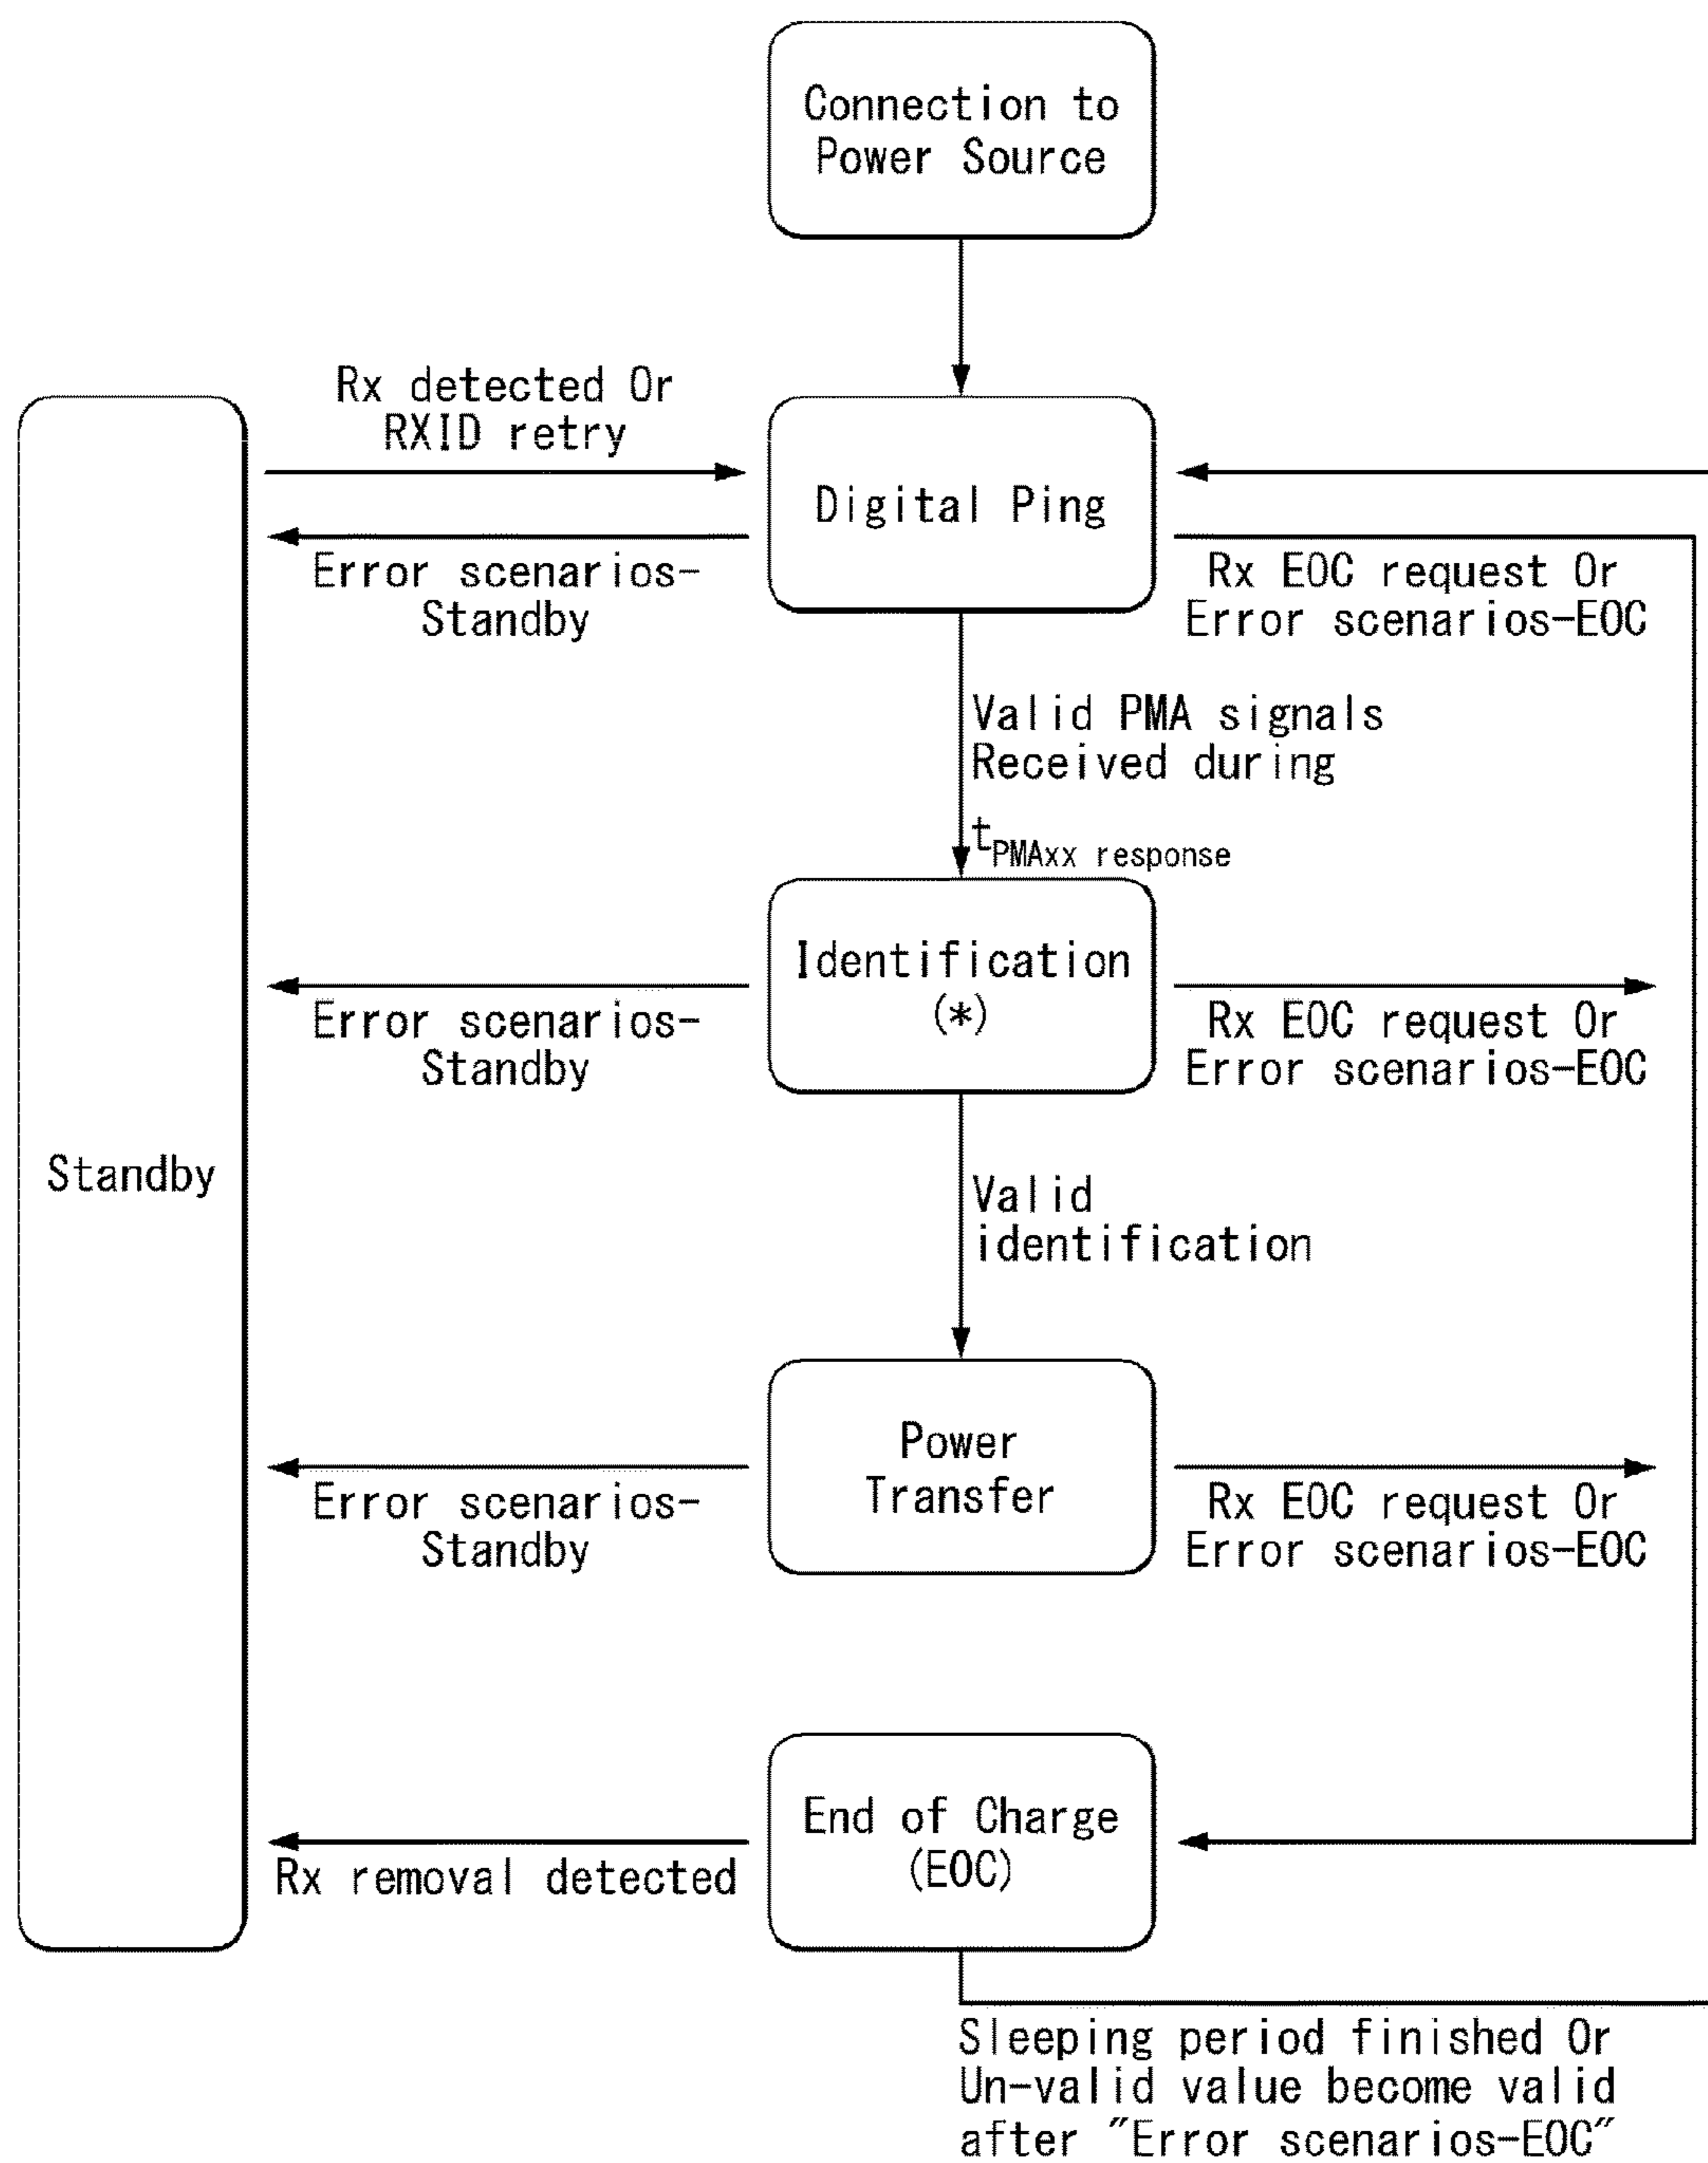 Connection to
Power Source
Rx detected Or
RXID retry
Digital Ping
Error scenarios-
Standby
Rx EOC request Or
Error scenarios-EOC
Valid PMA signals
Received during
tPMAxx response
Identification
(*)
Error scenarios-
Standby
Rx EOC request Or
Error scenarios-EOC
Standby
Valid
identification
Power
Transfer
Error scenarios-
Standby
Rx EOC request Or
Error scenarios-EOC
End of Charge
(EOC)
Rx removal detected
Sleeping period finished Or
Un-valid value become valid
after "Error scenarios-EOC"